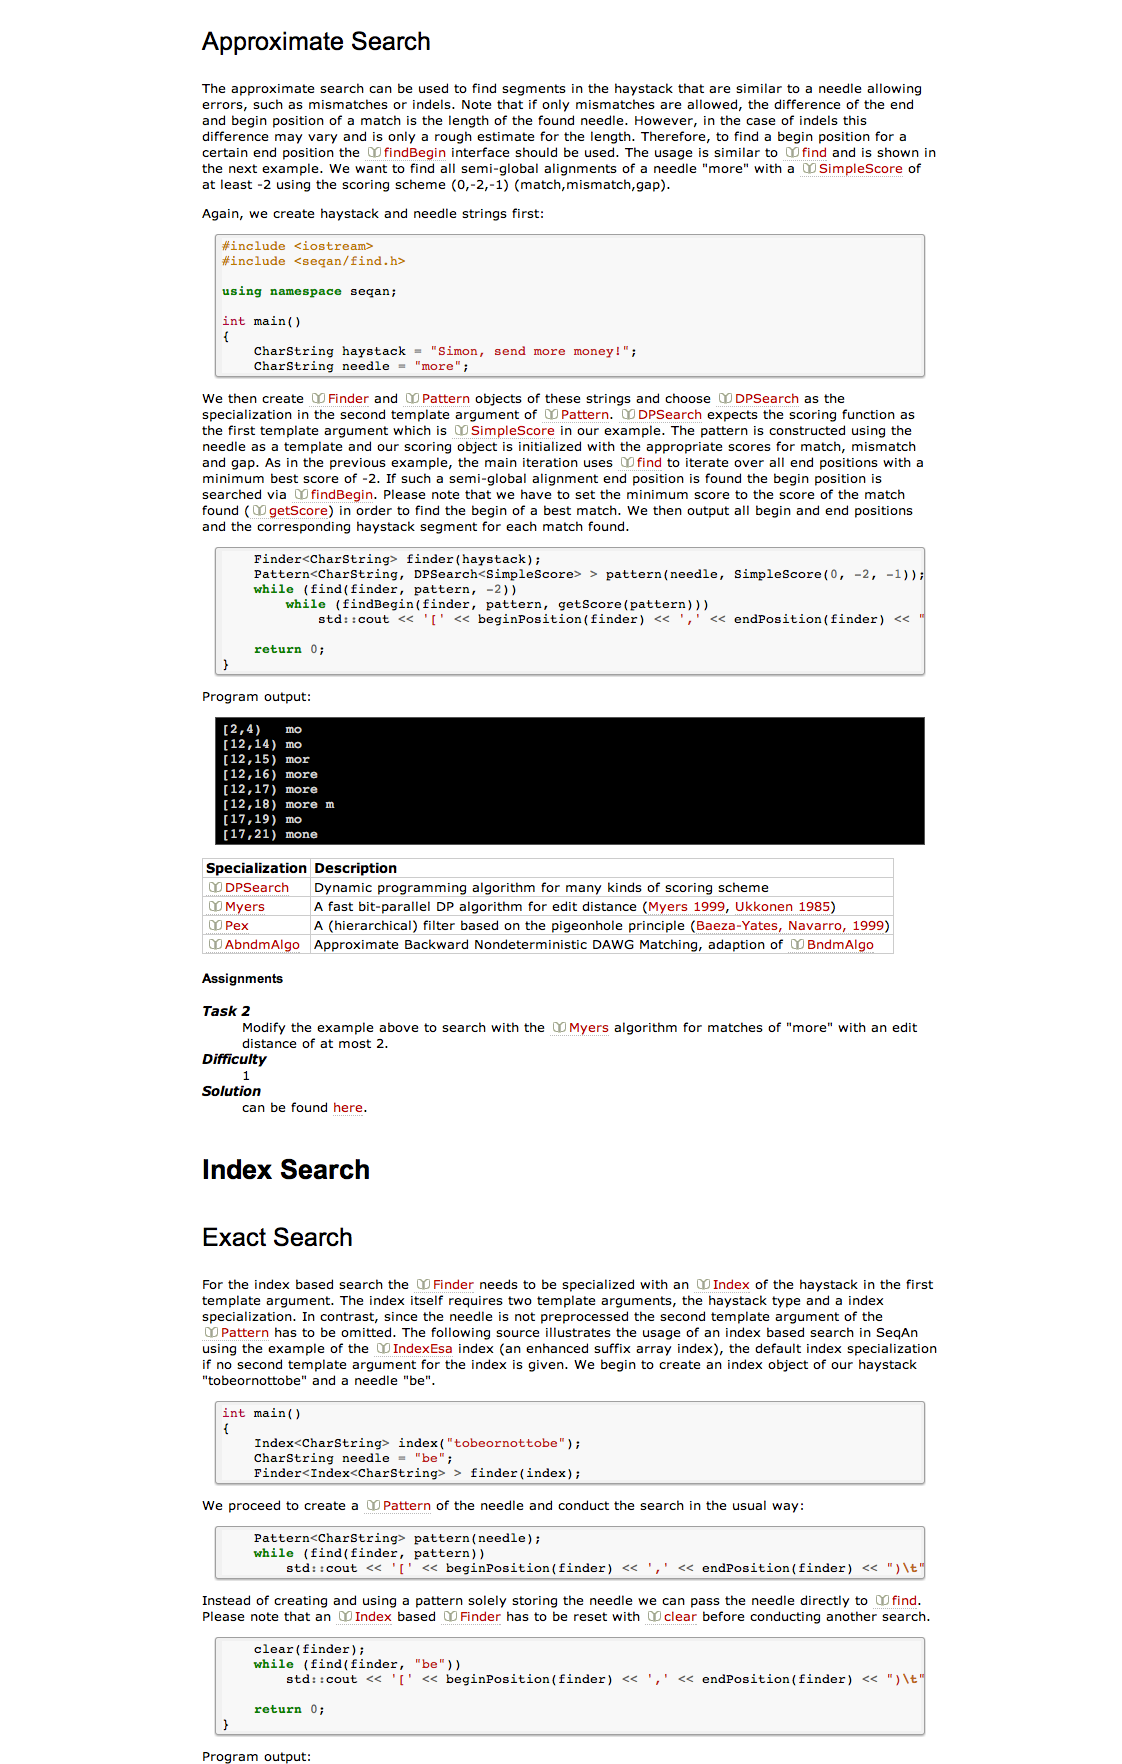 Approximate Search
The approximate search can be used to find segments in the haystack that are similar to a needle allowing
errors, such as mismatches or indels. Note that if only mismatches are allowed, the difference of the end
and begin position of a match is the length of the found needle. However, in the case of indels this
difference may vary and is only a rough estimate for the length. Therefore, to find a begin position for a
certain end position the findBegin interface should be used. The usage is similar to find and is shown in
the next example. We want to find all semi-global alignments of a needle "more" with a SimpleScore of
at least -2 using the scoring scheme (0,-2,-1) (match,mismatch,gap).
Again, we create haystack and needle strings first:
#include <iostream>
#include <seqan/find.h>
using namespace seqan;
int main()
{
CharString haystack = "Simon, send more money!";
CharString needle = "more";
We then create Finder and Pattern objects of these strings and choose DPSearch as the
specialization in the second template argument of Pattern. DPSearch expects the scoring function as
the first template argument which is SimpleScore in our example. The pattern is constructed using the
needle as a template and our scoring object is initialized with the appropriate scores for match, mismatch
and gap. As in the previous example, the main iteration uses find to iterate over all end positions with a
minimum best score of -2. If such a semi-global alignment end position is found the begin position is
searched via findBegin. Please note that we have to set the minimum score to the score of the match
found ( getScore) in order to find the begin of a best match. We then output all begin and end positions
and the corresponding haystack segment for each match found.
Finder<CharString> finder(haystack);
Pattern<CharString, DPSearch<SimpleScore> > pattern(needle, SimpleScore(0, -2, -1));
while (find(finder, pattern, -2))
while (findBegin(finder, pattern, getScore(pattern)))
std::cout << '[' << beginPosition(finder) << ',' << endPosition(finder) << "
return 0;
}
Program output:
[2,4) mo
[12,14) mo
[12,15) mor
[12,16) more
[12,17) more
[12,18) more m
[17,19) mo
[17,21) mone
Specialization Description
DPSearch Dynamic programming algorithm for many kinds of scoring scheme
Myers A fast bit-parallel DP algorithm for edit distance (Myers 1999, Ukkonen 1985)
Pex A (hierarchical) filter based on the pigeonhole principle (Baeza-Yates, Navarro, 1999)
AbndmAlgo Approximate Backward Nondeterministic DAWG Matching, adaption of BndmAlgo
Assignments
Task 2
Modify the example above to search with the Myers algorithm for matches of "more" with an edit
distance of at most 2.
Difficulty
1
Solution
can be found here.
Index Search
Exact Search
For the index based search the Finder needs to be specialized with an Index of the haystack in the first
template argument. The index itself requires two template arguments, the haystack type and a index
specialization. In contrast, since the needle is not preprocessed the second template argument of the
Pattern has to be omitted. The following source illustrates the usage of an index based search in SeqAn
using the example of the IndexEsa index (an enhanced suffix array index), the default index specialization
if no second template argument for the index is given. We begin to create an index object of our haystack
"tobeornottobe" and a needle "be".
int main()
{
Index<CharString> index("tobeornottobe");
CharString needle = "be";
Finder<Index<CharString> > finder(index);
We proceed to create a Pattern of the needle and conduct the search in the usual way:
Pattern<CharString> pattern(needle);
while (find(finder, pattern))
std::cout << '[' << beginPosition(finder) << ',' << endPosition(finder) << ")\t"
Instead of creating and using a pattern solely storing the needle we can pass the needle directly to find.
Please note that an Index based Finder has to be reset with clear before conducting another search.
clear(finder);
while (find(finder, "be"))
std::cout << '[' << beginPosition(finder) << ',' << endPosition(finder) << ")\t"
return 0;
}
Program output: